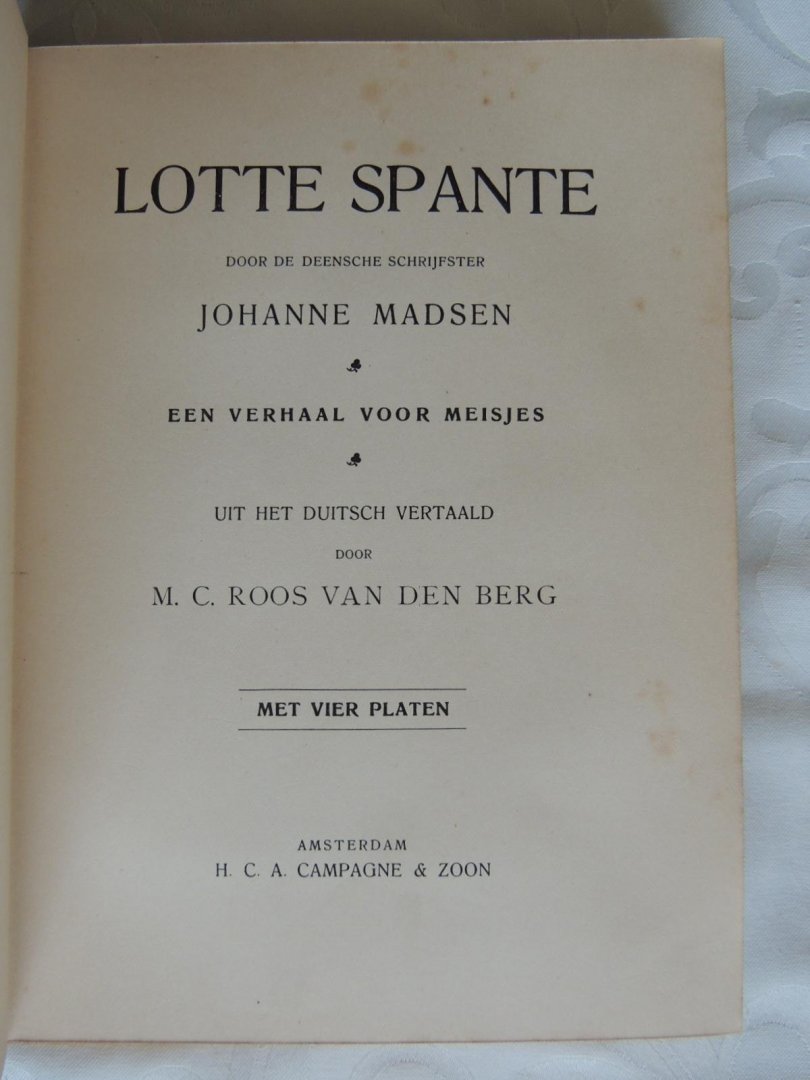 LOTTE SPANTE
DOOR DE DEENSCHE SCHRIJFSTER
JOHANNE MADSEN
EEN VERHAAL VOOR MEISJES
UIT HET DUITSCH VERTAALD
DOOR
M. C. ROOS VAN DEN BERG
MET VIER PLATEN
AMSTERDAM
H. C. A. CAMPAGNE & ZOON